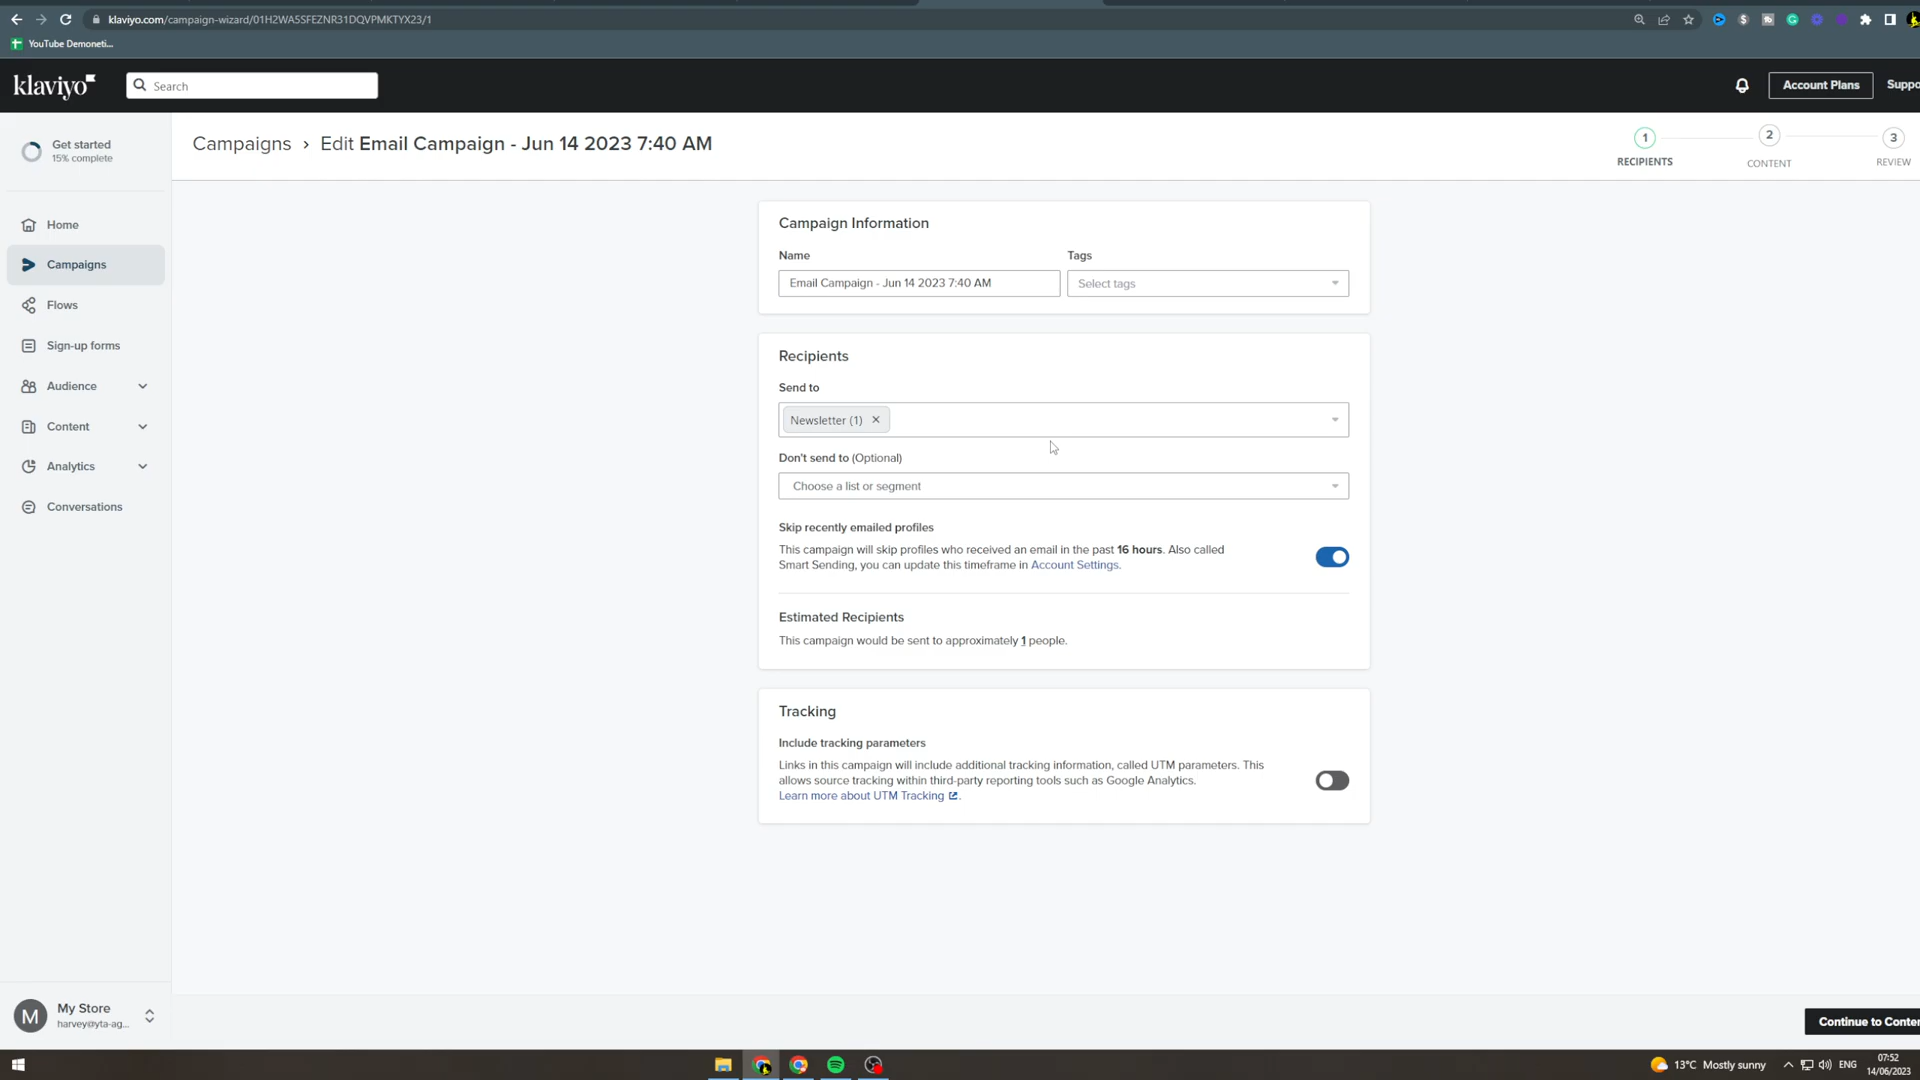 klaviyo.com/campaign-wizard/01H2WA5SFEZNR31DQVPMKTYX23/1
YouTube Demoneti...
klaviyo
Search
Account Plans
Suppo
Get started
15% complete
Campaigns › Edit Email Campaign - Jun 14 2023 7:40 AM
1
RECIPIENTS
2
CONTENT
3
REVIEW
Home
Campaigns
Flows
Sign-up forms
Audience
Content
Analytics
Conversations
Campaign Information
Name
Tags
Email Campaign - Jun 14 2023 7:40 AM
Select tags
Recipients
Send to
Newsletter (1) ×
Don't send to (Optional)
Choose a list or segment
Skip recently emailed profiles
This campaign will skip profiles who received an email in the past 16 hours. Also called
Smart Sending, you can update this timeframe in Account Settings.
Estimated Recipients
This campaign would be sent to approximately 1 people.
Tracking
Include tracking parameters
Links in this campaign will include additional tracking information, called UTM parameters. This
allows source tracking within third-party reporting tools such as Google Analytics.
Learn more about UTM Tracking .
M
My Store
harvey@yta-ag...
Continue to Conten
13°C Mostly sunny
ENG
07:52
14/06/2023